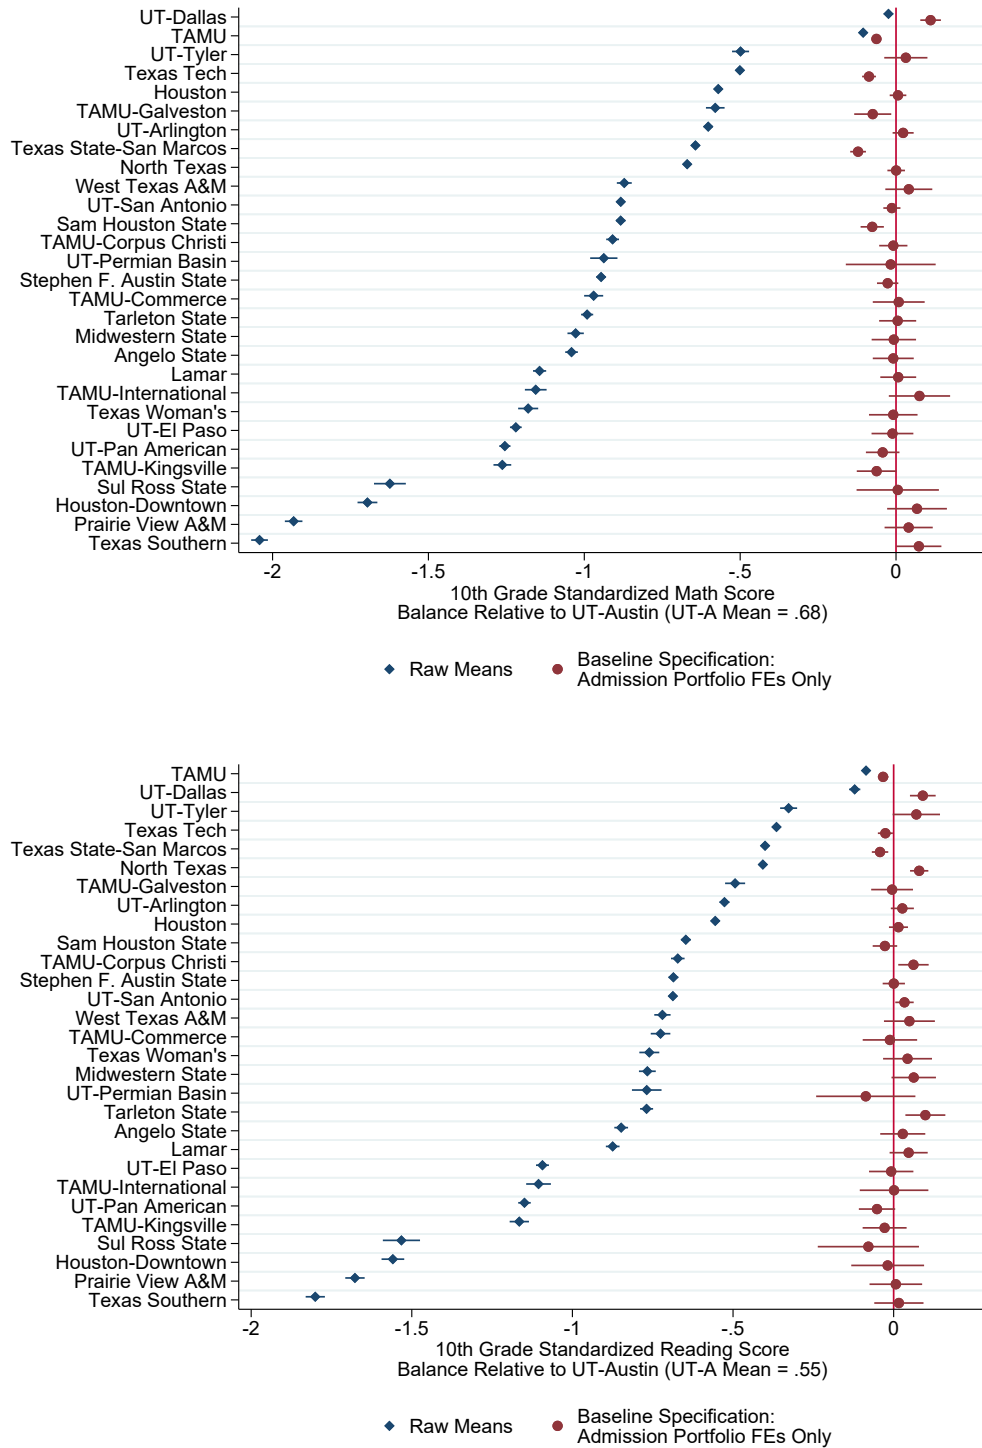 UT-Dallas
TAMU
UT-Tyler
Texas Tech
Houston
TAMU-Galveston
UT-Arlington
Texas State-San Marcos
North Texas
West Texas A&M
UT-San Antonio
Sam Houston State
TAMU-Corpus Christi
UT-Permian Basin
Stephen F. Austin State
TAMU-Commerce
Tarleton State
Midwestern State
Angelo State
Lamar
TAMU-International
Texas Woman's
UT-El Paso
UT-Pan American
TAMU-Kingsville
Sul Ross State
Houston-Downtown
Prairie View A&M
Texas Southern
-2 -1.5 -1 -.5 0
10th Grade Standardized Math Score
Balance Relative to UT-Austin (UT-A Mean = .68)
Raw Means
Baseline Specification:
Admission Portfolio FEs Only
TAMU
UT-Dallas
UT-Tyler
Texas Tech
Texas State-San Marcos
North Texas
TAMU-Galveston
UT-Arlington
Houston
Sam Houston State
TAMU-Corpus Christi
Stephen F. Austin State
UT-San Antonio
West Texas A&M
TAMU-Commerce
Texas Woman's
Midwestern State
UT-Permian Basin
Tarleton State
Angelo State
Lamar
UT-El Paso
TAMU-International
UT-Pan American
TAMU-Kingsville
Sul Ross State
Houston-Downtown
Prairie View A&M
Texas Southern
-2 -1.5 -1 -.5 0
10th Grade Standardized Reading Score
Balance Relative to UT-Austin (UT-A Mean = .55)
Raw Means
Baseline Specification:
Admission Portfolio FEs Only